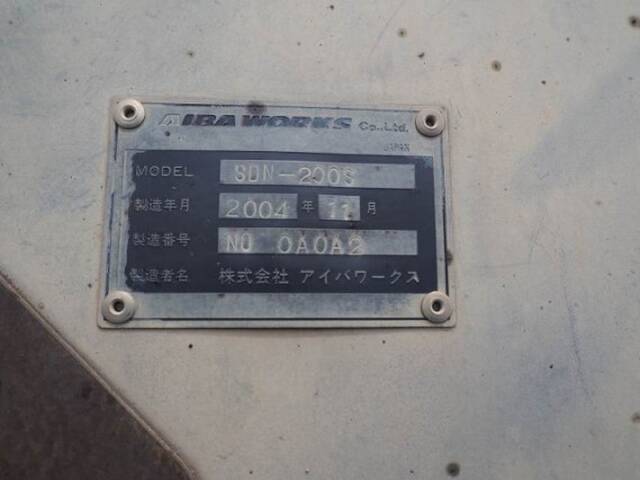 AIBA WORKS Co.,Ltd.
JAPAN
MODEL SDN-200S
製造年月 2004 年 11 月
製造番号 NO 0A0A2
製造者名 株式会社 アイバワークス